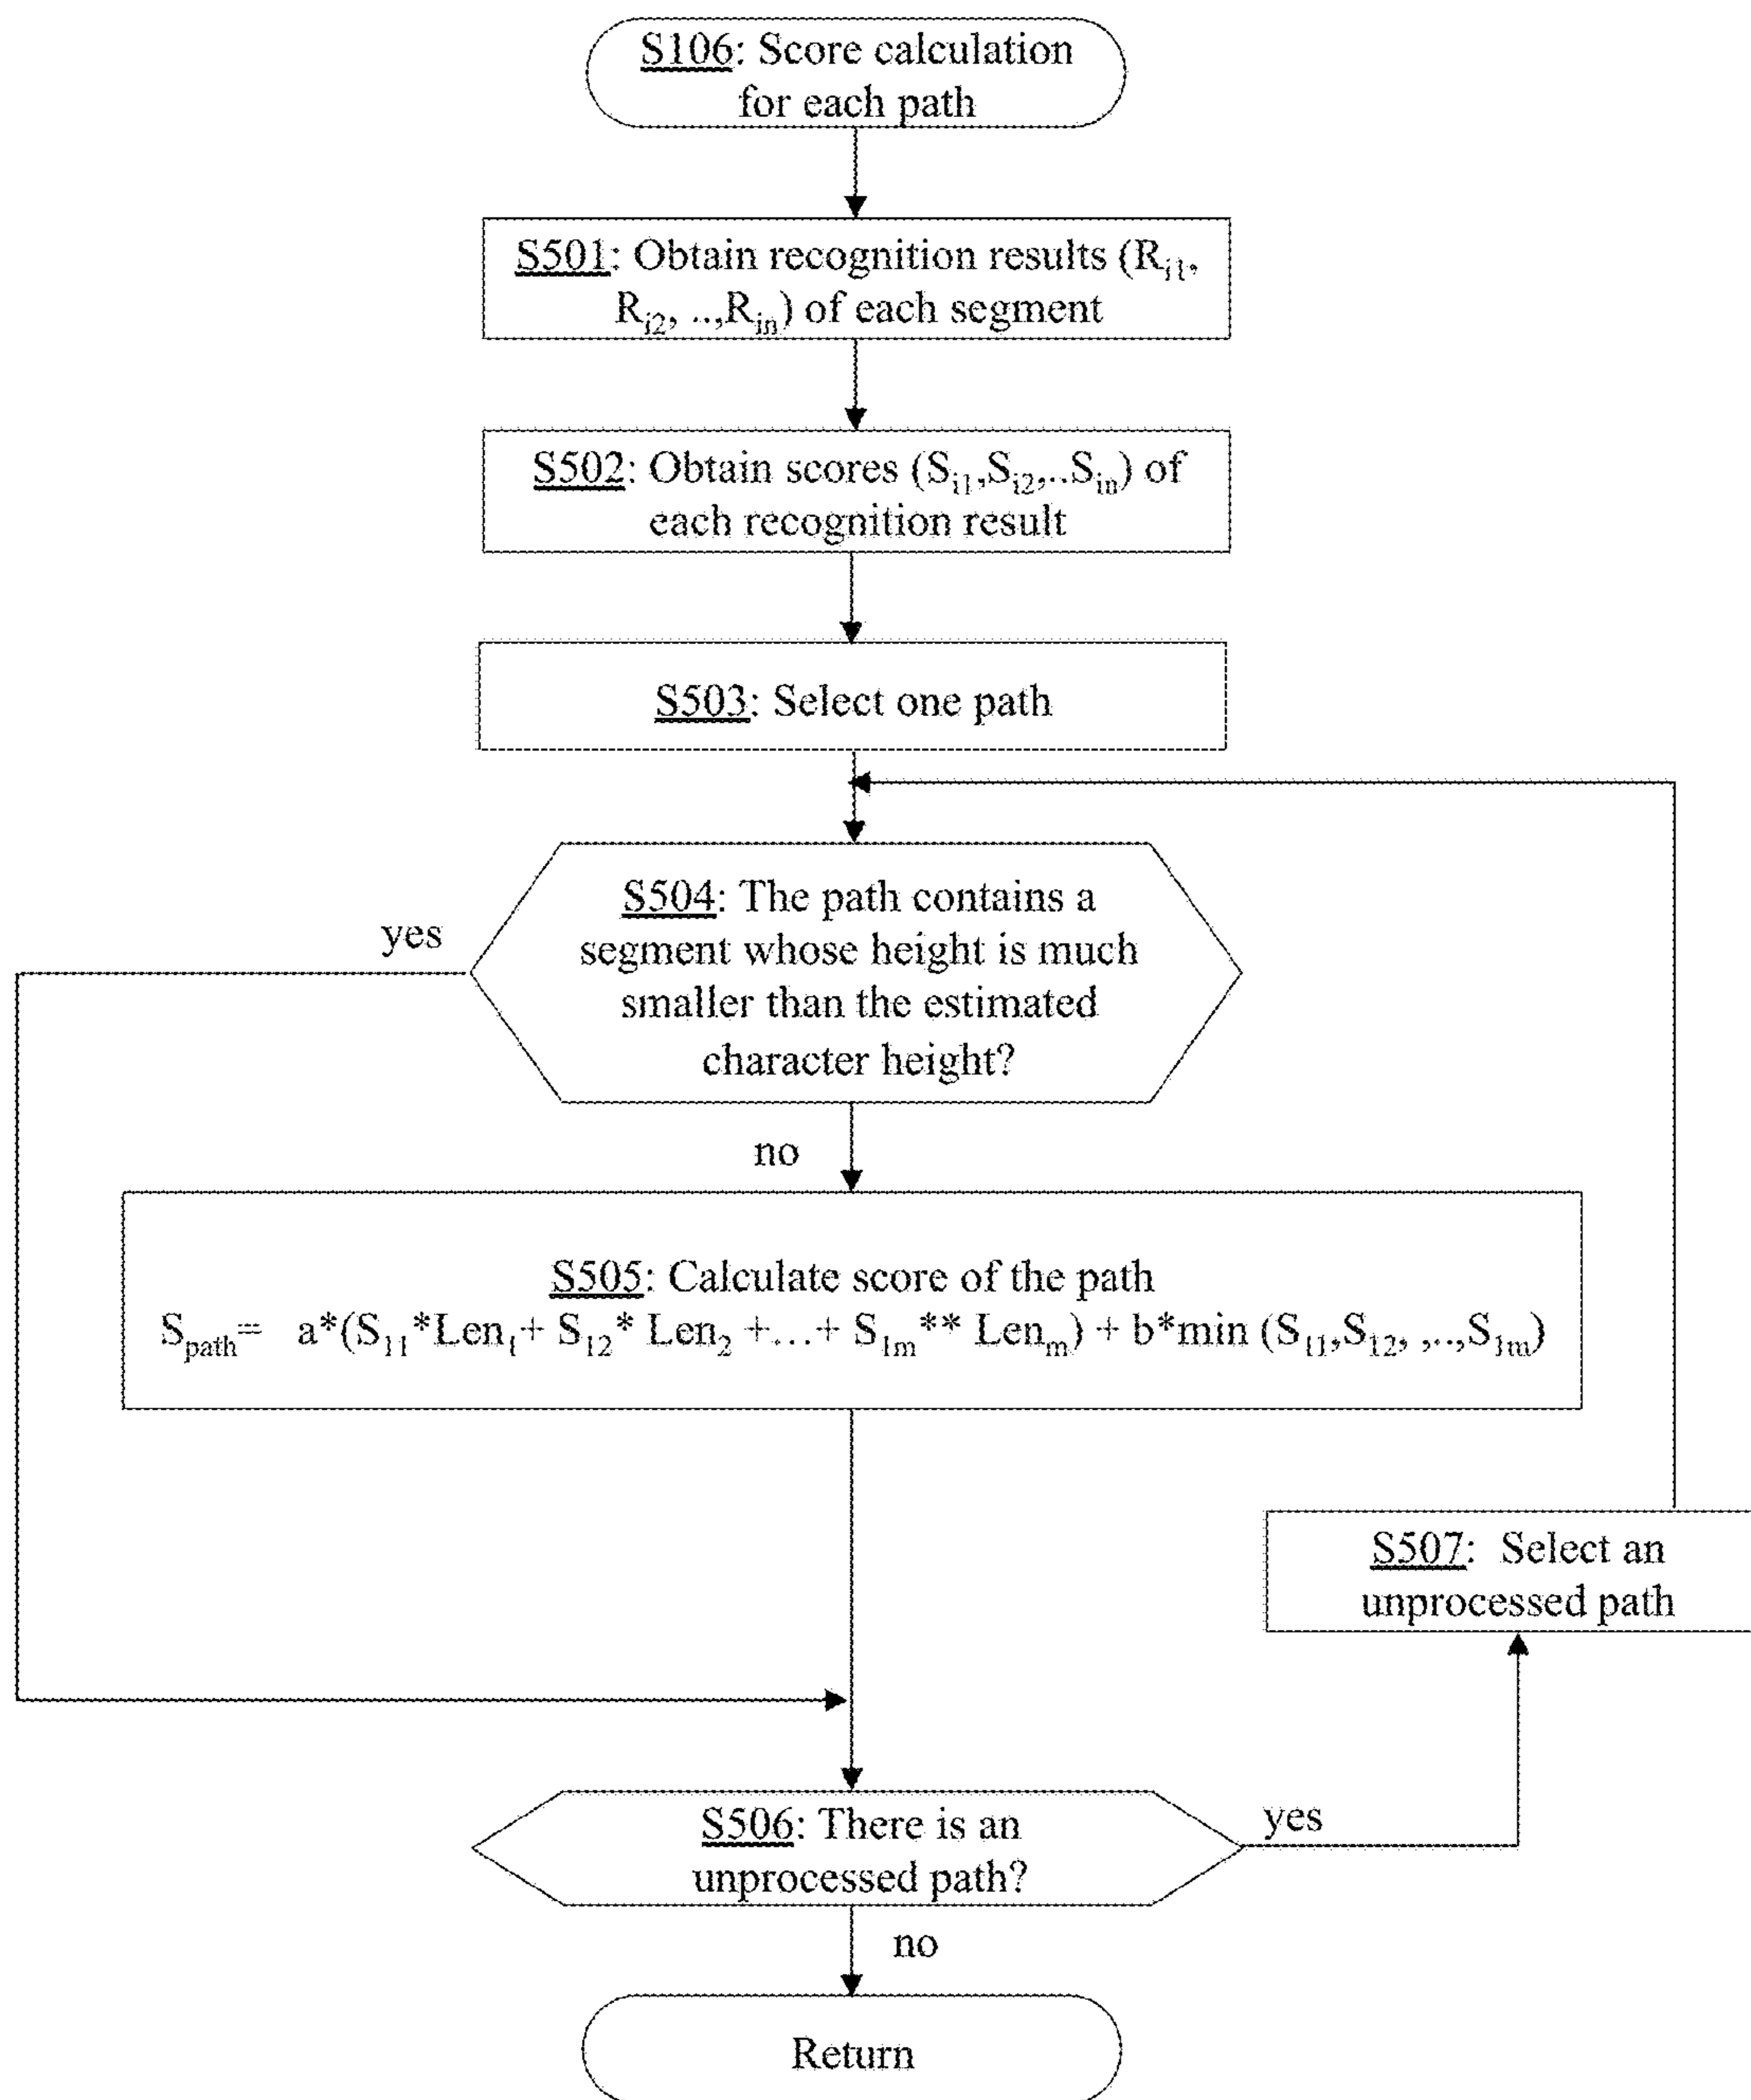 S106: Score calculation
for each path
S501: Obtain recognition results (Ri1,
Ri2, ..,Rin) of each segment
S502: Obtain scores (Si1,Si2,..Sin) of
each recognition result
S503: Select one path
S504: The path contains a
segment whose height is much
smaller than the estimated
character height?
yes
no
S505: Calculate score of the path
Spath= a*(S11*Len1+ S12* Len2 +...+ S1m** Lenm) + b*min (S11,S12, ,..,S1m)
S507: Select an
unprocessed path
S506: There is an
unprocessed path?
yes
no
Return